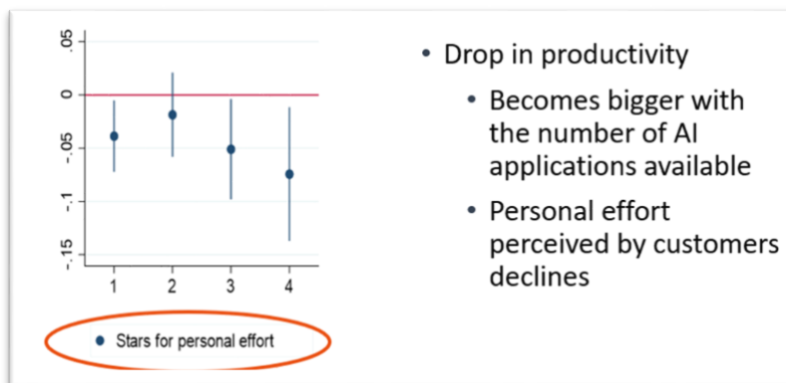 .05
0
-.05
-.1
-.15
1 2 3 4
Stars for personal effort
• Drop in productivity
• Becomes bigger with
the number of AI
applications available
• Personal effort
perceived by customers
declines